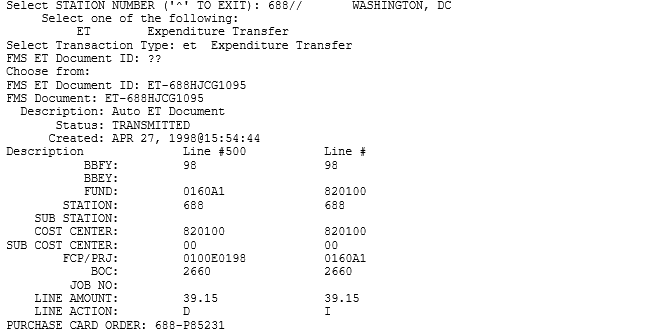 Select STATION NUMBER ('^' TO EXIT): 688//       WASHINGTON, DC
Select one of the following:
ET        Expenditure Transfer
Select Transaction Type: et  Expenditure Transfer
FMS ET Document ID: ??
Choose from:
FMS ET Document ID: ET-688HJCG1095
FMS Document: ET-688HJCG1095
Description: Auto ET Document
Status: TRANSMITTED
Created: APR 27, 1998@15:54:44
Description              Line #500           Line #
BBFY:         98                  98
BBEY:
FUND:         0160A1              820100
STATION:         688                 688
SUB STATION:
COST CENTER:         820100              820100
SUB COST CENTER:         00                  00
FCP/PRJ:         0100E0198           0160A1
BOC:         2660                2660
JOB NO:
LINE AMOUNT:         39.15               39.15
LINE ACTION:         D                   I
PURCHASE CARD ORDER: 688-P85231